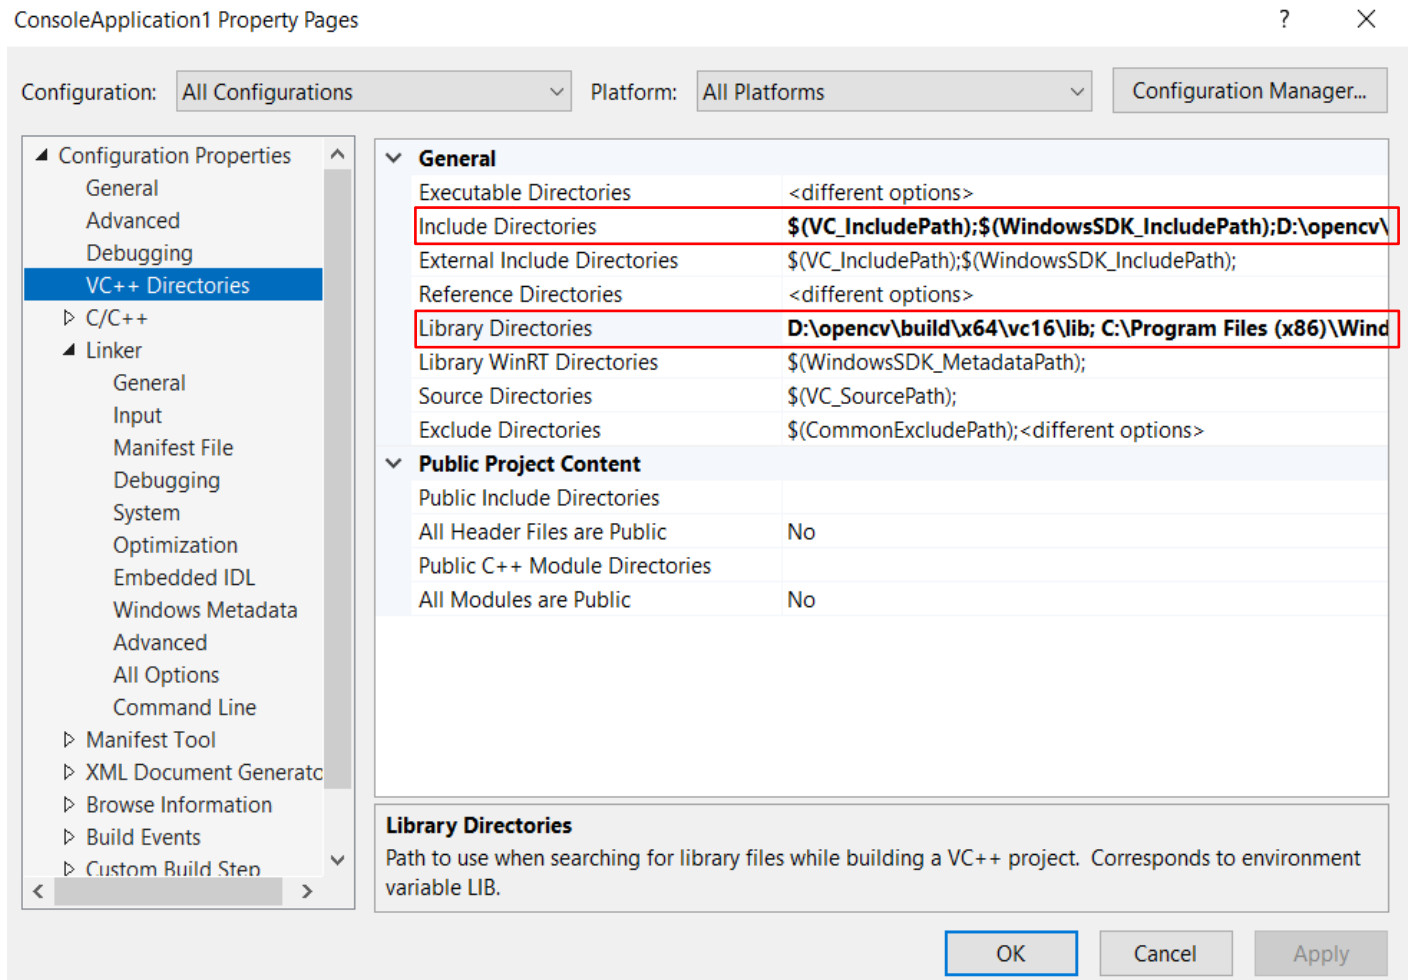 ConsoleApplication1 Property Pages
?
Configuration: All Configurations Platform: All Platforms Configuration Manager...
Configuration Properties
General
Advanced
Debugging
VC++ Directories
C/C++
Linker
General
Input
Manifest File
Debugging
System
Optimization
Embedded IDL
Windows Metadata
Advanced
All Options
Command Line
Manifest Tool
XML Document Generato
Browse Information
Build Events
Custom Build Step
General
Executable Directories <different options>
Include Directories $(VC_IncludePath);$(WindowsSDK_IncludePath);D:\opencv\
External Include Directories $(VC_IncludePath);$(WindowsSDK_IncludePath);
Reference Directories <different options>
Library Directories D:\opencv\build\x64\vc16\lib; C:\Program Files (x86)\Wind
Library WinRT Directories $(WindowsSDK_MetadataPath);
Source Directories $(VC_SourcePath);
Exclude Directories $(CommonExcludePath);<different options>
Public Project Content
Public Include Directories
All Header Files are Public No
Public C++ Module Directories
All Modules are Public No
Library Directories
Path to use when searching for library files while building a VC++ project.  Corresponds to environment
variable LIB.
OK Cancel Apply